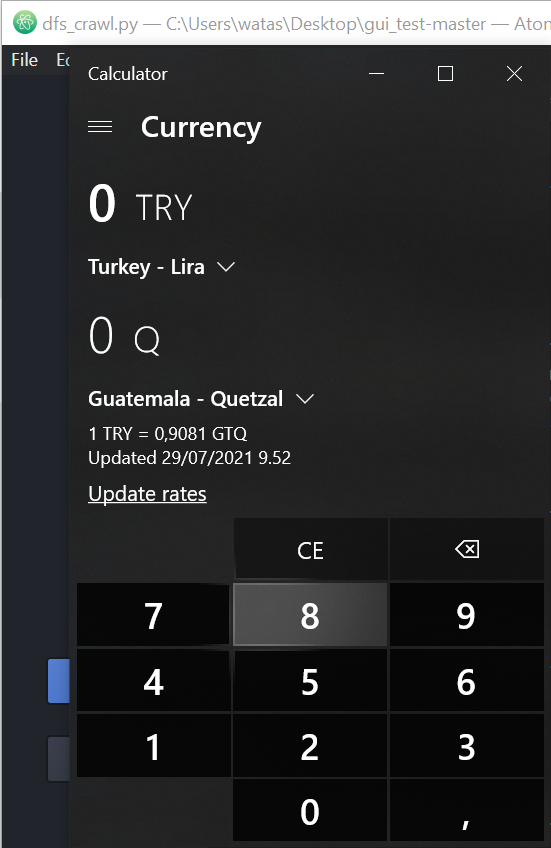 dfs_crawl.py — C:\Users\watas\Desktop\gui_test-master — Atom
File
Calculator
Currency
0 TRY
Turkey - Lira
0 Q
Guatemala - Quetzal
1 TRY = 0,9081 GTQ
Updated 29/07/2021 9.52
Update rates
CE
7 8 9
4 5 6
1 2 3
0 ,